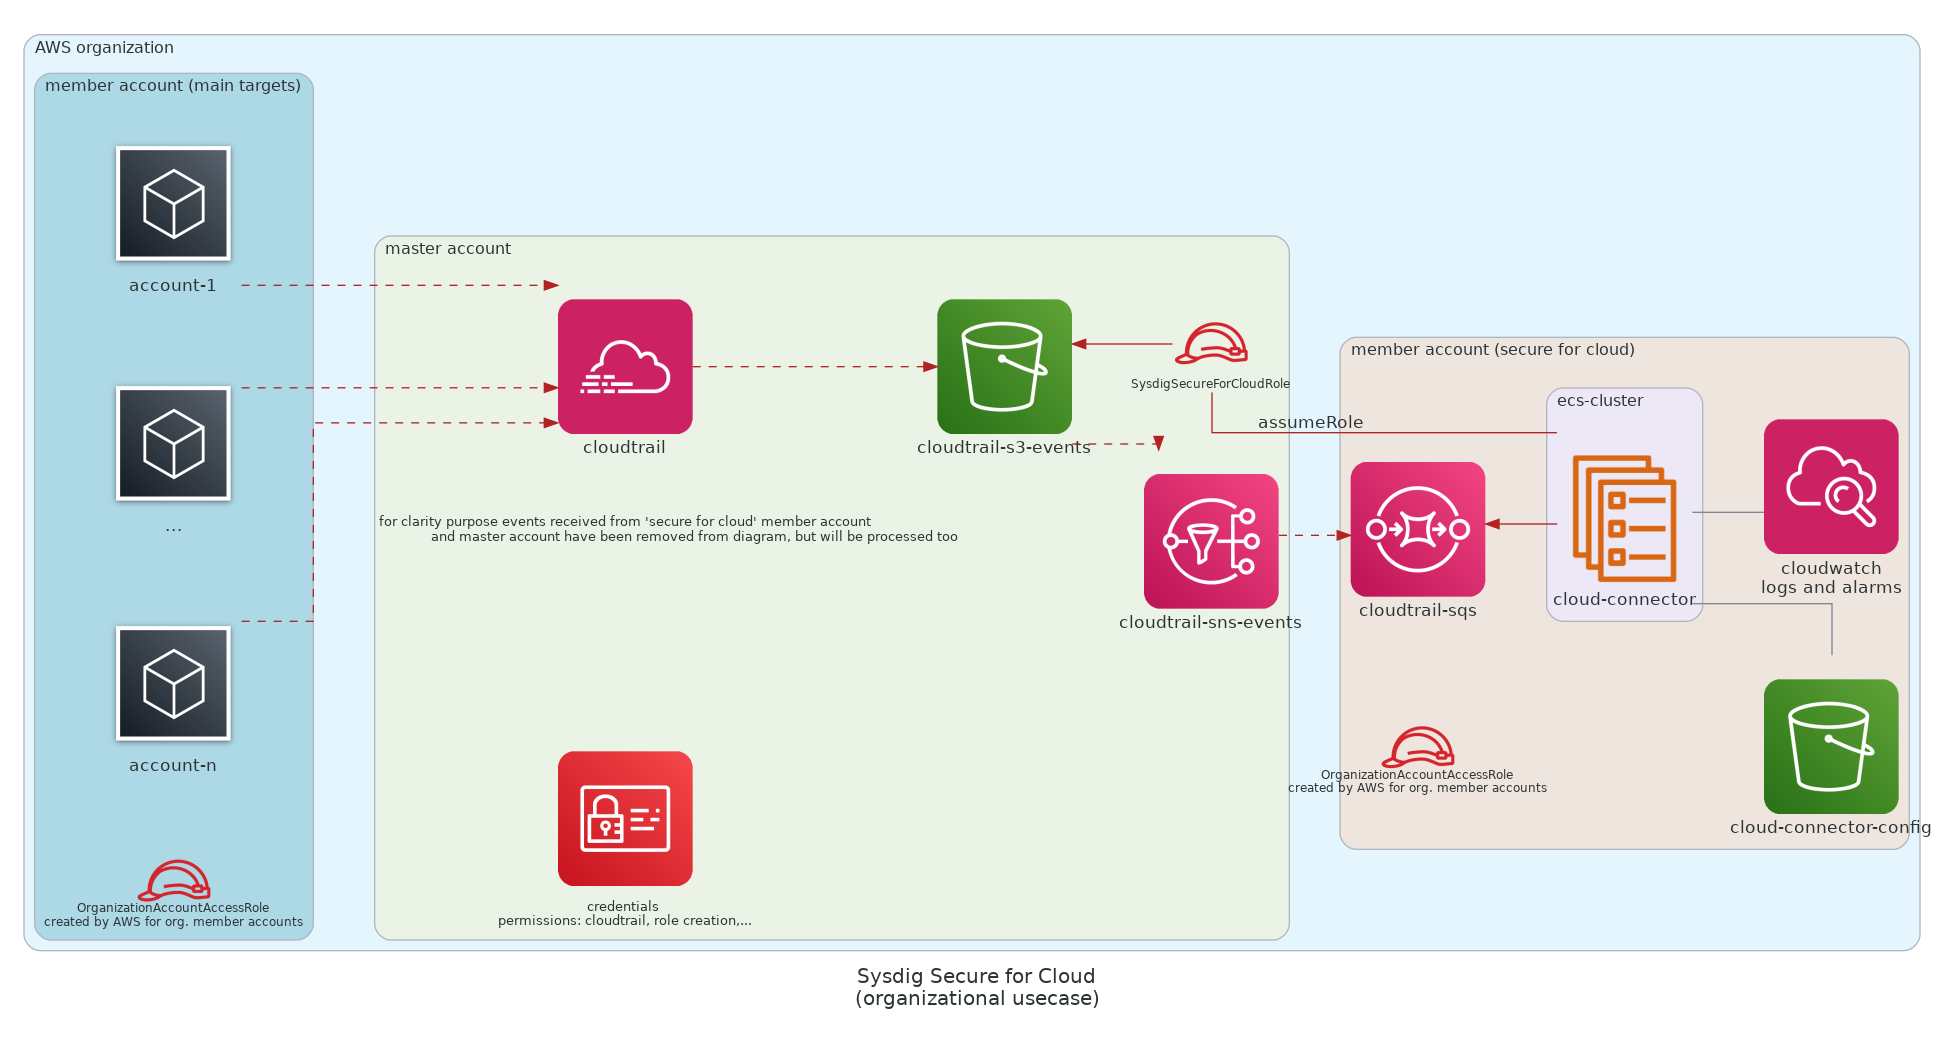 AWS organization
member account (main targets)
account-1
...
account-n
OrganizationAccountAccessRole
created by AWS for org. member accounts
master account
cloudtrail
cloudtrail-s3-events
SysdigSecureForCloudRole
assumeRole
for clarity purpose events received from 'secure for cloud' member account
and master account have been removed from diagram, but will be processed too
cloudtrail-sns-events
credentials
permissions: cloudtrail, role creation,...
member account (secure for cloud)
ecs-cluster
cloudtrail-sqs
cloud-connector
cloudwatch
logs and alarms
OrganizationAccountAccessRole
created by AWS for org. member accounts
cloud-connector-config
Sysdig Secure for Cloud
(organizational usecase)